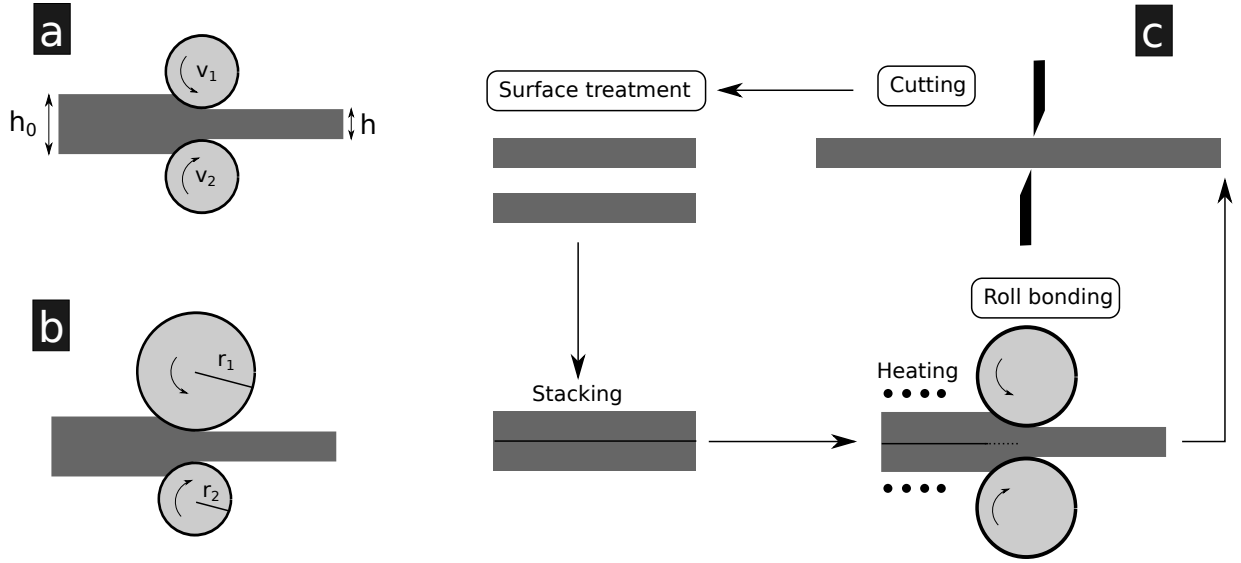 a
v₁
h₀
h
v₂
b
r₁
r₂
c
Cutting
Surface treatment
Stacking
Heating
Roll bonding